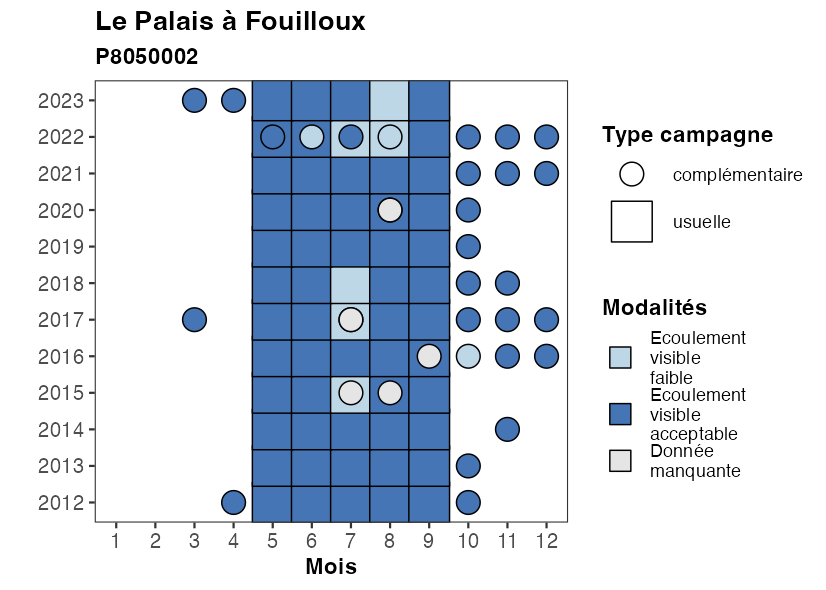 Le Palais à Fouilloux
P8050002
2023
2022
2021
2020
2019
2018
2017
2016
2015
2014
2013
2012
1 2 3 4 5 6 7 8 9 10 11 12
Mois
Type campagne
complémentaire
usuelle
Modalités
Ecoulement
visible
faible
Ecoulement
visible
acceptable
Donnée
manquante